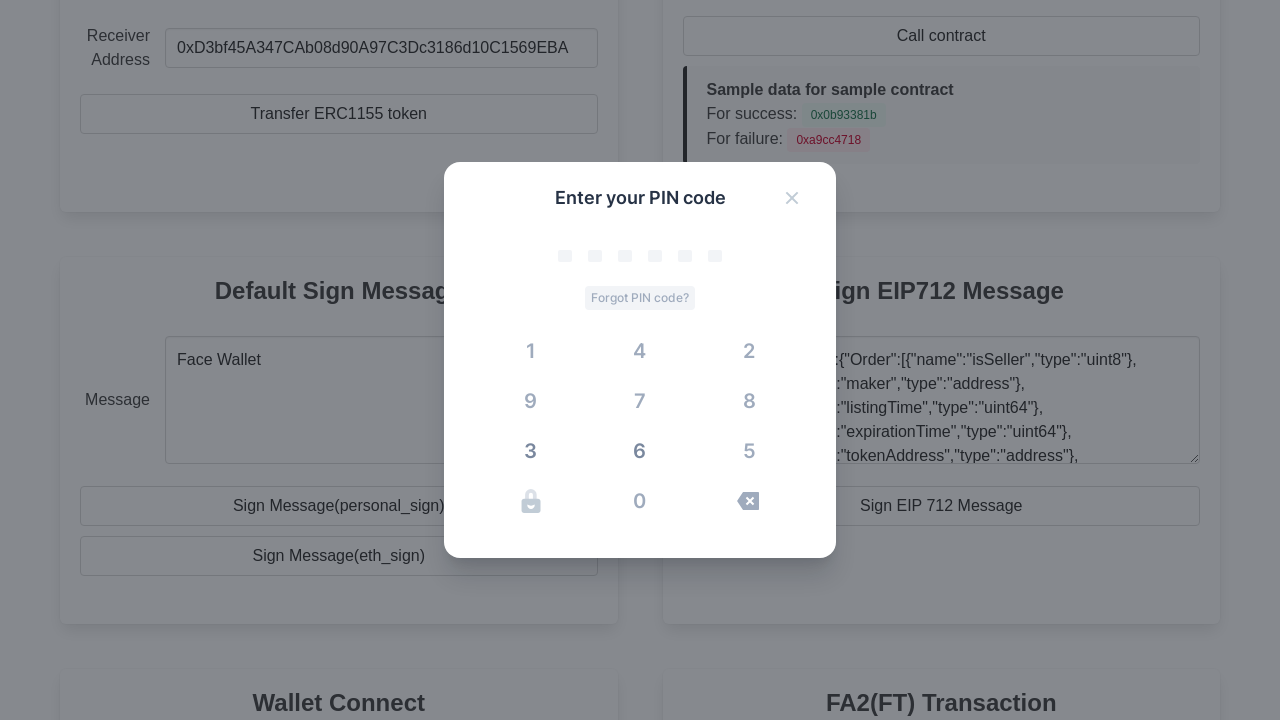 Receiver
Address
0xD3bf45A347CAb08d90A97C3Dc3186d10C1569EBA
Transfer ERC1155 token
Call contract
Sample data for sample contract
For success: 0x0b93381b
For failure: 0xa9cc4718
Enter your PIN code
Forgot PIN code?
1 4 2
9 7 8
3 6 5
0
Default Sign Messag
Message
Face Wallet
Sign Message(personal_sign)
Sign Message(eth_sign)
ign EIP712 Message
:{"Order":[{"name":"isSeller","type":"uint8"},
:"maker","type":"address"},
:"listingTime","type":"uint64"},
:"expirationTime","type":"uint64"},
:"tokenAddress","type":"address"},
Sign EIP 712 Message
Wallet Connect
FA2(FT) Transaction